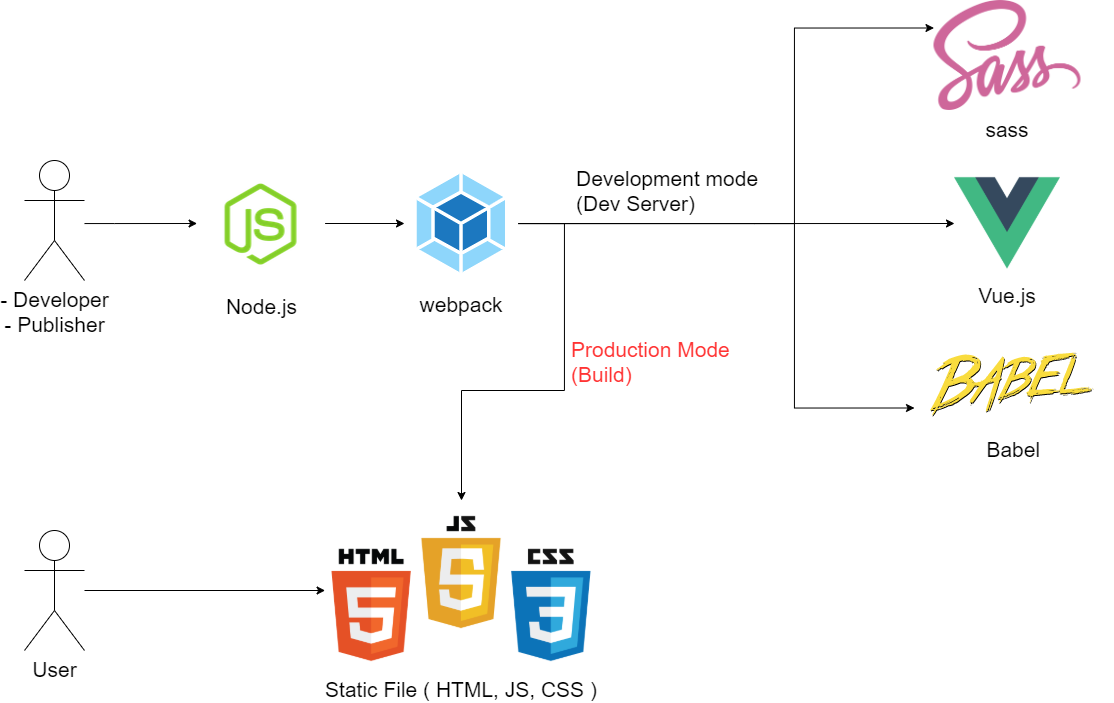 Sass
sass
Development mode
(Dev Server)
JS
- Developer
- Publisher
Node.js
webpack
Vue.js
Production Mode
(Build)
BABEL
Babel
JS
HTML
CSS
5
5
3
User
Static File ( HTML, JS, CSS )